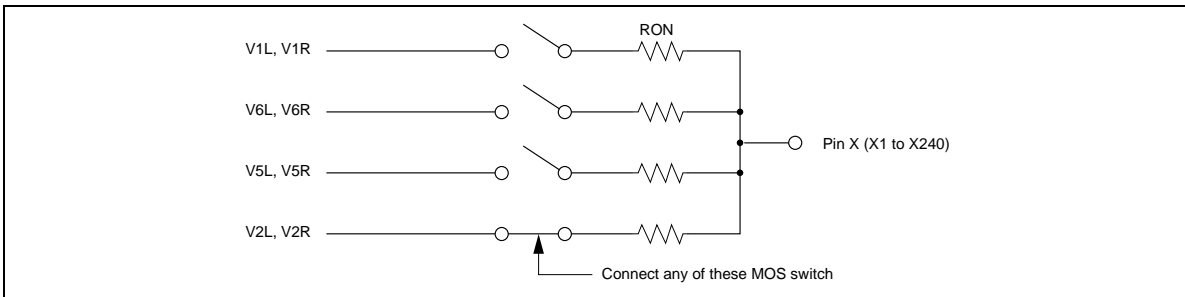 RON
V1L, V1R
V6L, V6R
Pin X (X1 to X240)
V5L, V5R
V2L, V2R
Connect any of these MOS switch